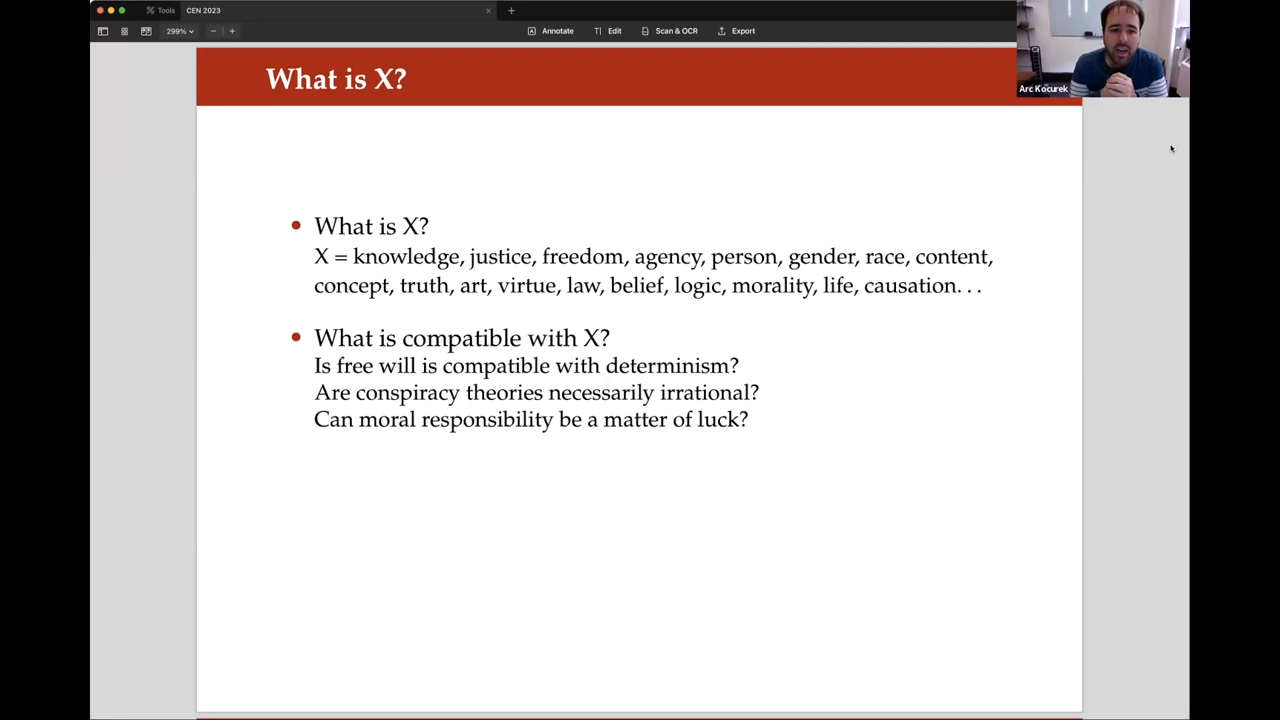 Tools
CEN 2023
299%
Annotate
Edit
Scan & OCR
Export
Arc Kocurek
What is X?
• What is X?
X = knowledge, justice, freedom, agency, person, gender, race, content,
concept, truth, art, virtue, law, belief, logic, morality, life, causation. . .
• What is compatible with X?
Is free will is compatible with determinism?
Are conspiracy theories necessarily irrational?
Can moral responsibility be a matter of luck?